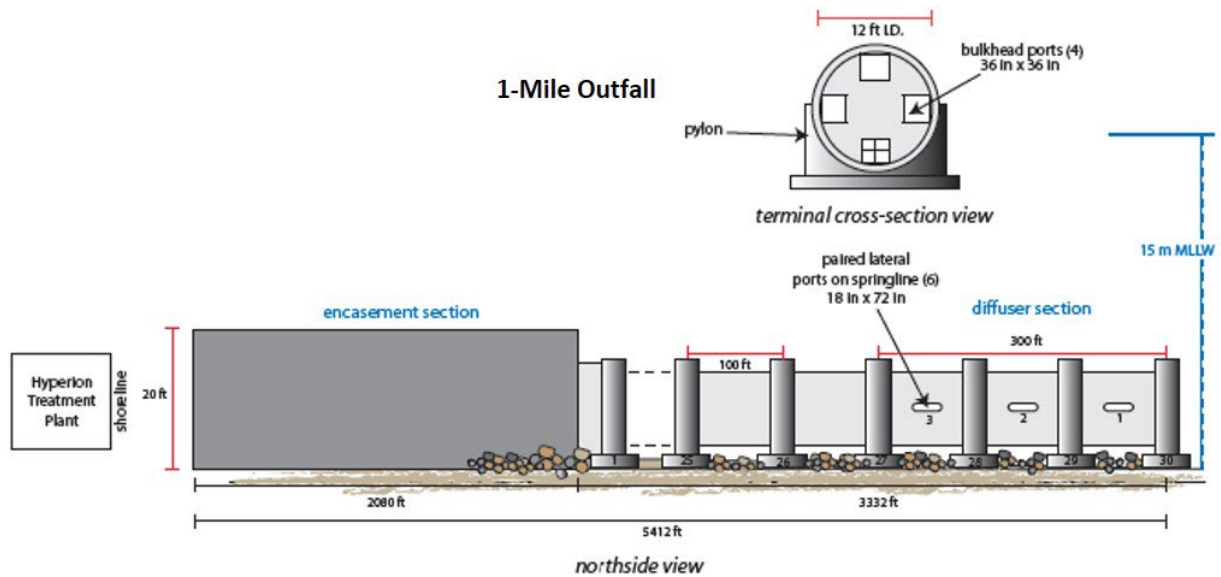 12 ft I.D.
bulkhead ports (4)
36 in x 36 in
1-Mile Outfall
pylon
terminal cross-section view
15 m MLLW
paired lateral
ports on springline (6)
18 in x 72 in
encasement section
diffuser section
300 ft
100 ft
Hyperion
Treatment
Plant
shoreline
20 ft
3
2
1
1
25
26
27
28
29
30
2080 ft
3332 ft
5412 ft
northside view